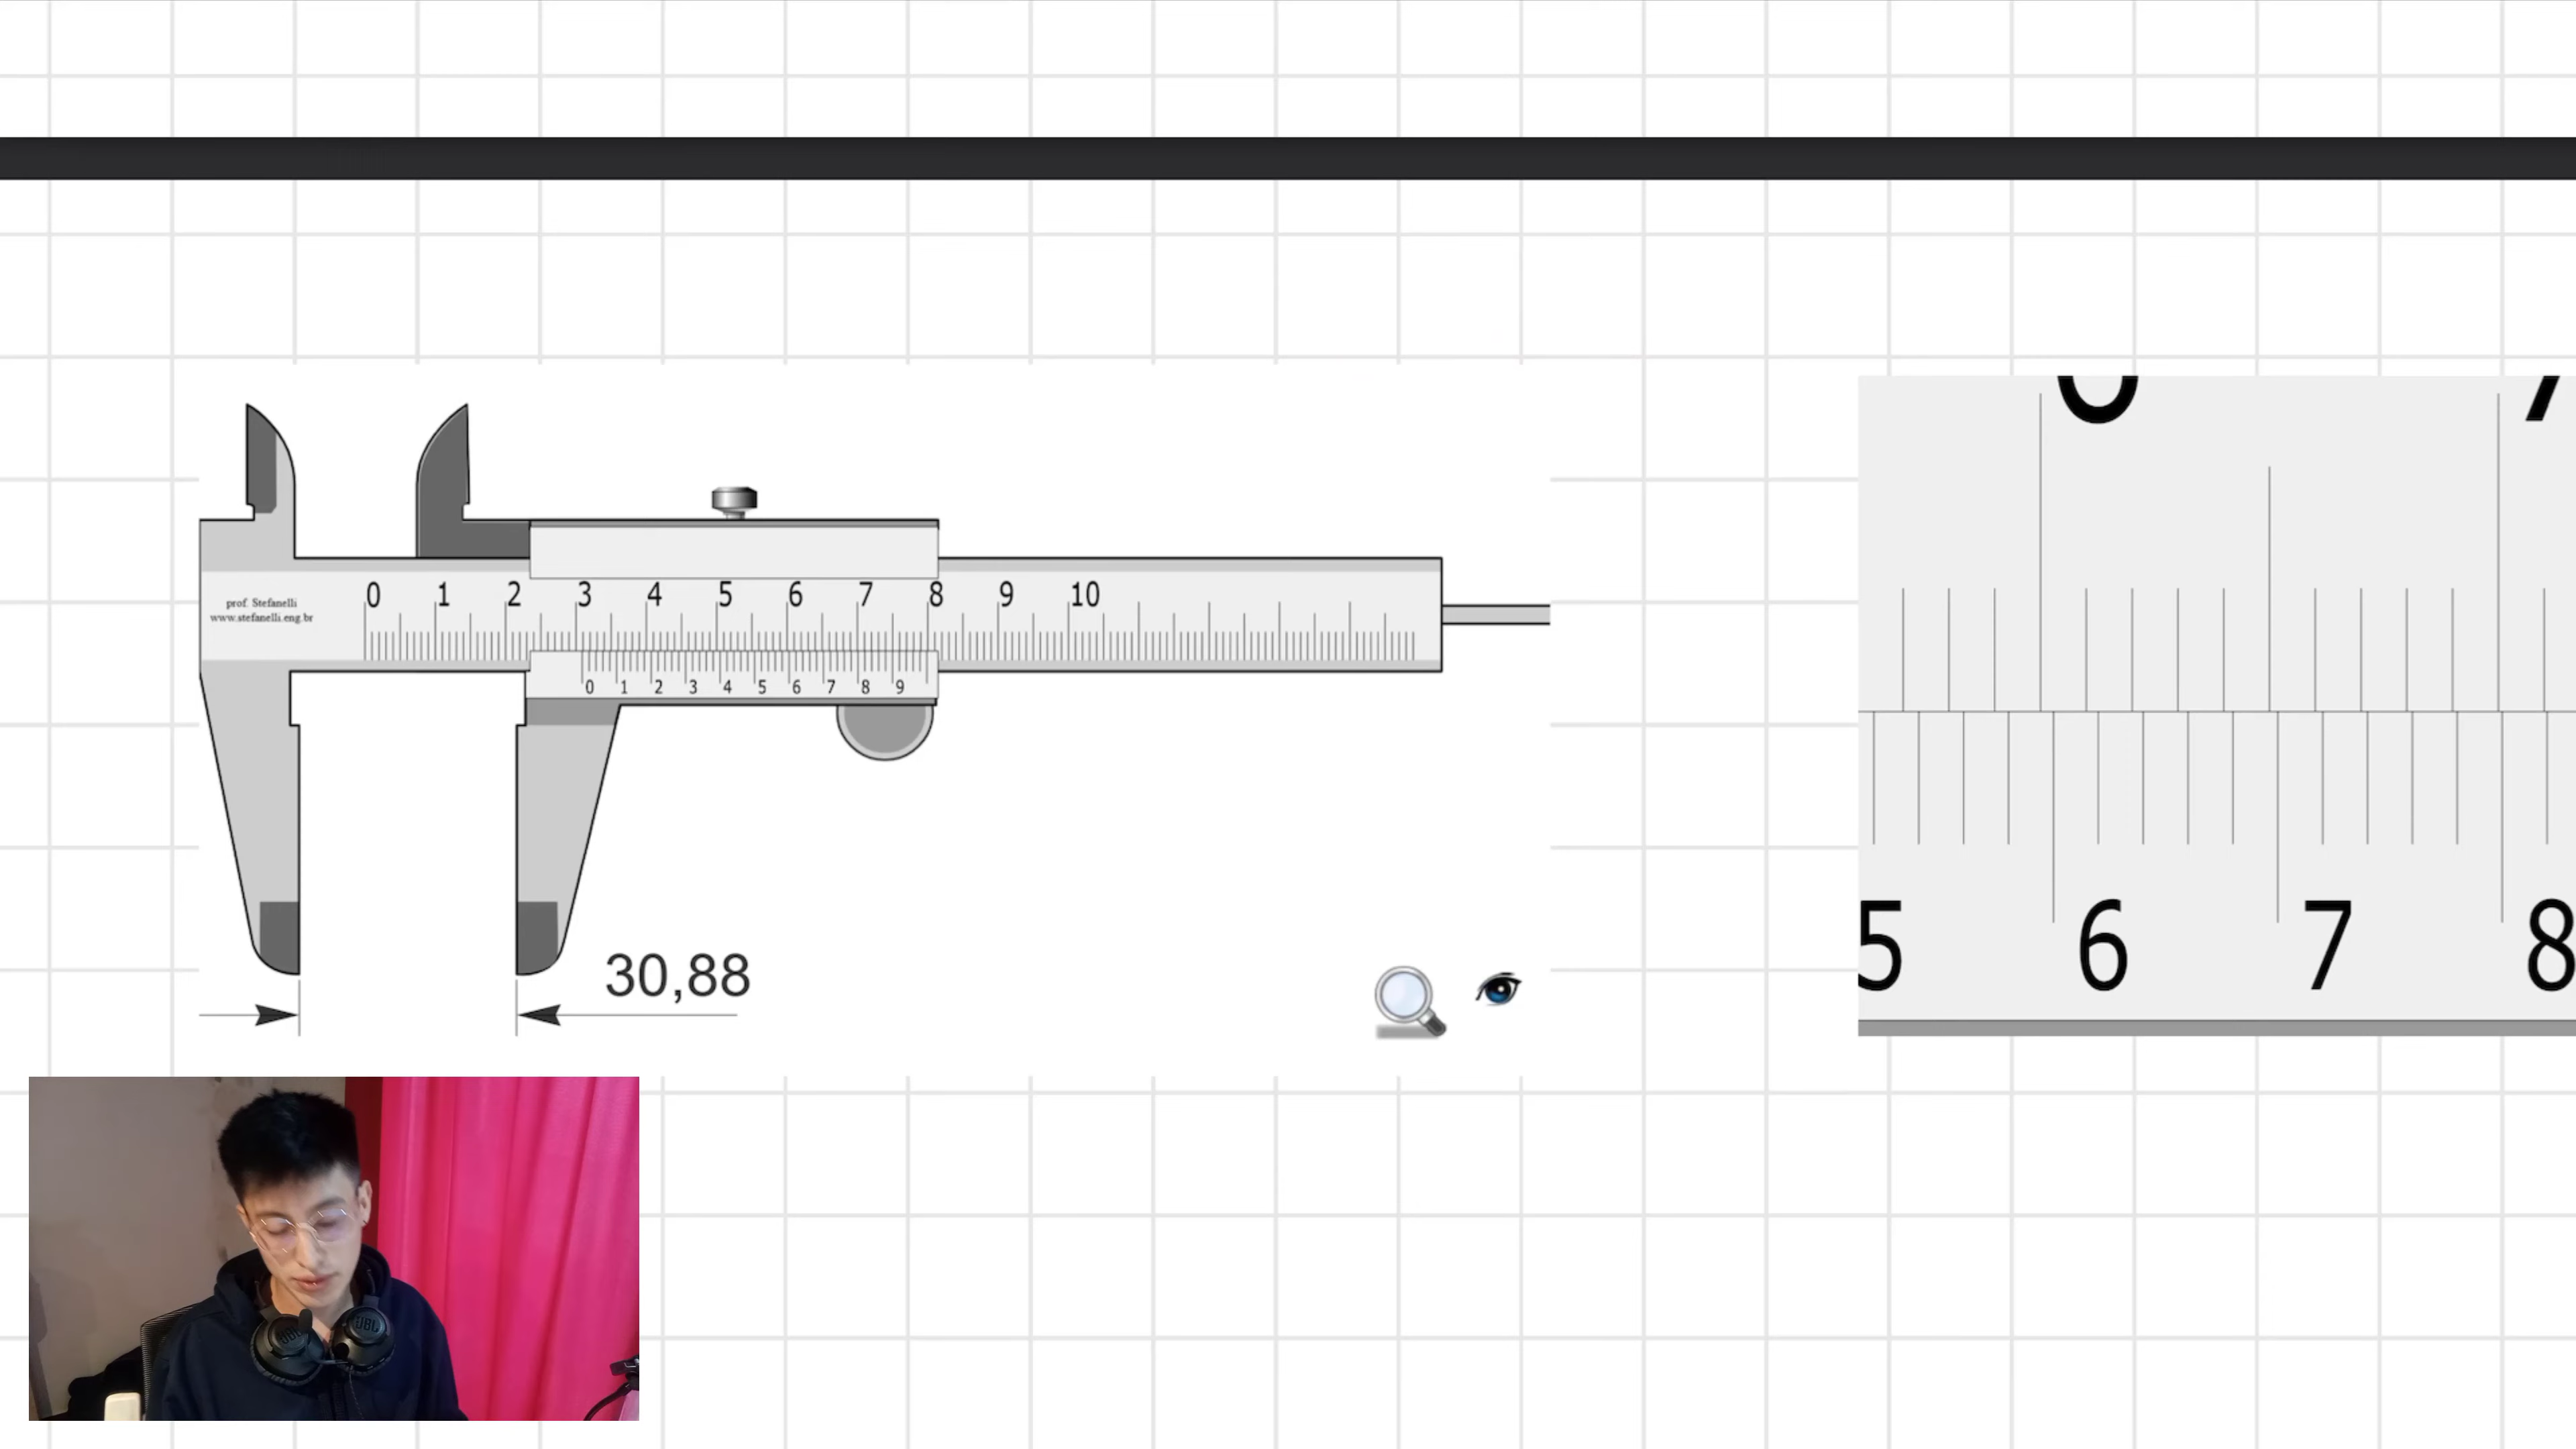 0 1 2 3 4 5 6 7 8 9 10
prof. Stefanelli
www.stefanelli.eng.br
0 1 2 3 4 5 6 7 8 9
30,88
5 6 7 8
JBL